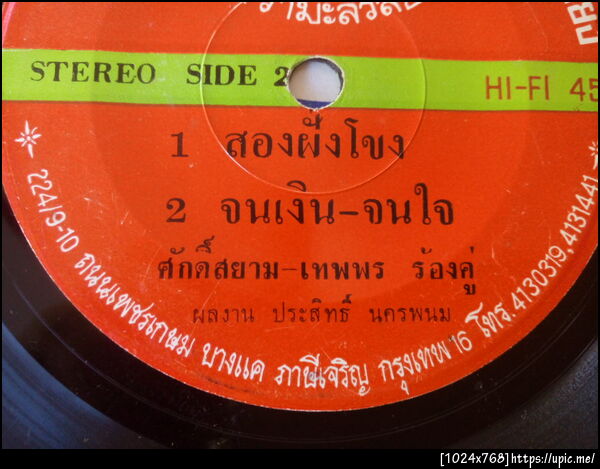 STEREO SIDE 2
HI-FI 45
1 สองฝั่งโขง
2 จนเงิน-จนใจ
ศักดิ์สยาม-เทพพร ร้องคู่
ผลงาน ประสิทธิ์ นครพนม
224/9-10 ถนนเพชรเกษม บางแค ภาษีเจริญ กรุงเทพ 16 โทร. 4130319, 4131441
[1024x768]https://upic.me/